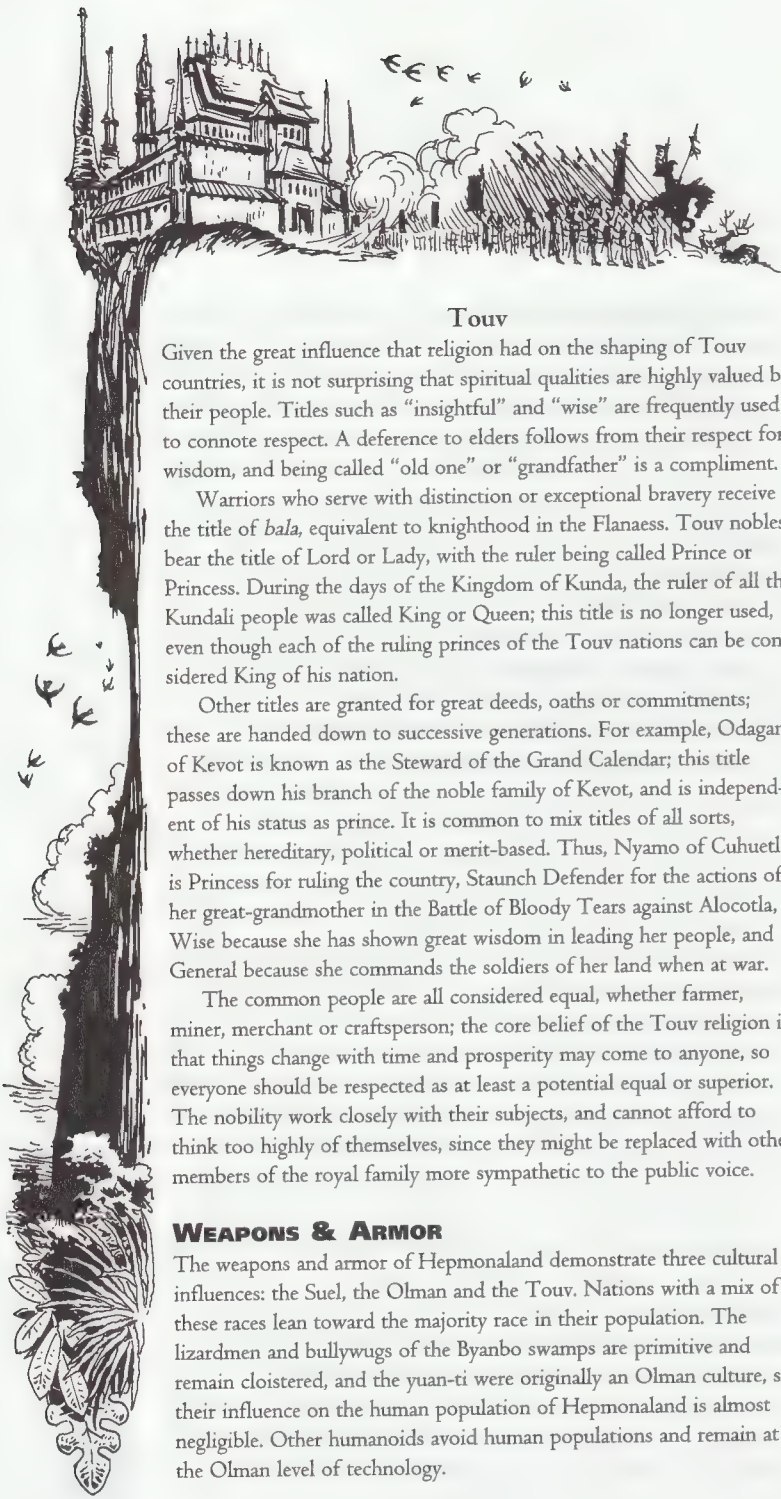 Touv
Given the great influence that religion had on the shaping of Touv
countries, it is not surprising that spiritual qualities are highly valued b
their people. Titles such as “insightful” and “wise” are frequently used
to connote respect. A deference to elders follows from their respect for
wisdom, and being called “old one” or “grandfather” is a compliment.
Warriors who serve with distinction or exceptional bravery receive
the title of bala, equivalent to knighthood in the Flanaess. Touv nobles
bear the title of Lord or Lady, with the ruler being called Prince or
Princess. During the days of the Kingdom of Kunda, the ruler of all th
Kundali people was called King or Queen; this title is no longer used,
even though each of the ruling princes of the Touv nations can be con
sidered King of his nation.
Other titles are granted for great deeds, oaths or commitments;
these are handed down to successive generations. For example, Odagar
of Kevot is known as the Steward of the Grand Calendar; this title
passes down his branch of the noble family of Kevot, and is independ-
ent of his status as prince. It is common to mix titles of all sorts,
whether hereditary, political or merit-based. Thus, Nyamo of Cuhuetl
is Princess for ruling the country, Staunch Defender for the actions of
her great-grandmother in the Battle of Bloody Tears against Alocotla,
Wise because she has shown great wisdom in leading her people, and
General because she commands the soldiers of her land when at war.
The common people are all considered equal, whether farmer,
miner, merchant or craftsperson; the core belief of the Touv religion i
that things change with time and prosperity may come to anyone, so
everyone should be respected as at least a potential equal or superior.
The nobility work closely with their subjects, and cannot afford to
think too highly of themselves, since they might be replaced with othe
members of the royal family more sympathetic to the public voice.
WEAPONS & ARMOR
The weapons and armor of Hepmonaland demonstrate three cultural
influences: the Suel, the Olman and the Touv. Nations with a mix of
these races lean toward the majority race in their population. The
lizardmen and bullywugs of the Byanbo swamps are primitive and
remain cloistered, and the yuan-ti were originally an Olman culture, s
their influence on the human population of Hepmonaland is almost
negligible. Other humanoids avoid human populations and remain at
the Olman level of technology.